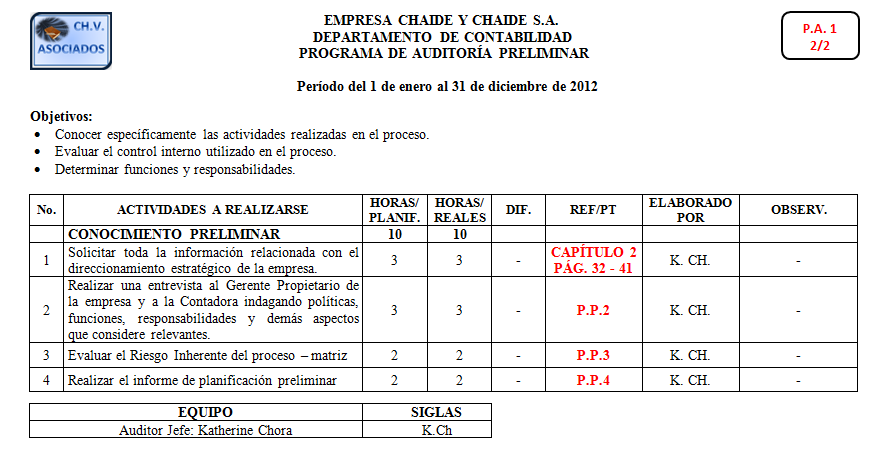 CH.V.
ASOCIADOS
EMPRESA CHAIDE Y CHAIDE S.A.
DEPARTAMENTO DE CONTABILIDAD
PROGRAMA DE AUDITORÍA PRELIMINAR
P.A. 1
2/2
Período del 1 de enero al 31 de diciembre de 2012
Objetivos:
• Conocer específicamente las actividades realizadas en el proceso.
• Evaluar el control interno utilizado en el proceso.
• Determinar funciones y responsabilidades.
No. ACTIVIDADES A REALIZARSE HORAS/ PLANIF. HORAS/ REALES DIF. REF/PT ELABORADO POR OBSERV.
CONOCIMIENTO PRELIMINAR 10 10
1 Solicitar toda la información relacionada con el
direccionamiento estratégico de la empresa. 3 3 - CAPÍTULO 2 PÁG. 32 - 41 K. CH. -
2 Realizar una entrevista al Gerente Propietario de
la empresa y a la Contadora indagando políticas,
funciones, responsabilidades y demás aspectos
que considere relevantes. 3 3 - P.P.2 K. CH. -
3 Evaluar el Riesgo Inherente del proceso – matriz 2 2 - P.P.3 K. CH. -
4 Realizar el informe de planificación preliminar 2 2 - P.P.4 K. CH. -
EQUIPO SIGLAS
Auditor Jefe: Katherine Chora K.Ch